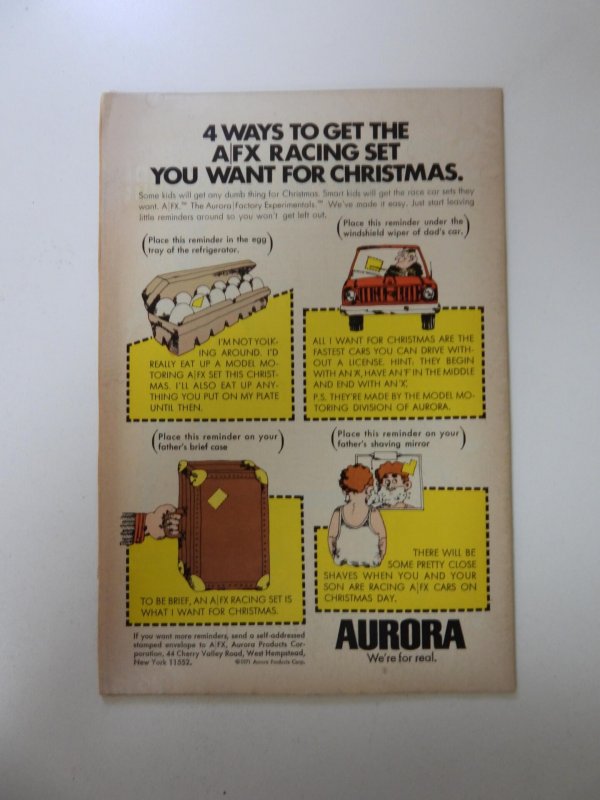 4 WAYS TO GET THE
A|FX RACING SET
YOU WANT FOR CHRISTMAS.
Some kids will get any dumb thing for Christmas. Smart kids will get the race car sets they
want. A|FX.™ The Aurora|Factory Experimentals.™ We've made it easy. Just start leaving
little reminders around so you won't get left out.
(Place this reminder in the egg
tray of the refrigerator.)
I'M NOT YOLK-
ING AROUND. I'D
REALLY EAT UP A MODEL MO-
TORING A|FX SET THIS CHRIST-
MAS. I'LL ALSO EAT UP ANY-
THING YOU PUT ON MY PLATE
UNTIL THEN.
(Place this reminder under the
windshield wiper of dad's car.)
ALL I WANT FOR CHRISTMAS ARE THE
FASTEST CARS YOU CAN DRIVE WITH-
OUT A LICENSE. HINT: THEY BEGIN
WITH AN 'A', HAVE AN 'F' IN THE MIDDLE
AND END WITH AN 'X'.
P.S. THEY'RE MADE BY THE MODEL MO-
TORING DIVISION OF AURORA.
(Place this reminder on your
father's brief case)
TO BE BRIEF, AN A|FX RACING SET IS
WHAT I WANT FOR CHRISTMAS.
(Place this reminder on your
father's shaving mirror)
THERE WILL BE
SOME PRETTY CLOSE
SHAVES WHEN YOU AND YOUR
SON ARE RACING A|FX CARS ON
CHRISTMAS DAY.
If you want more reminders, send a self-addressed
stamped envelope to A|FX, Aurora Products Cor-
poration, 44 Cherry Valley Road, West Hempstead,
New York 11552. ©1971 Aurora Products Corp.
AURORA
We're for real.